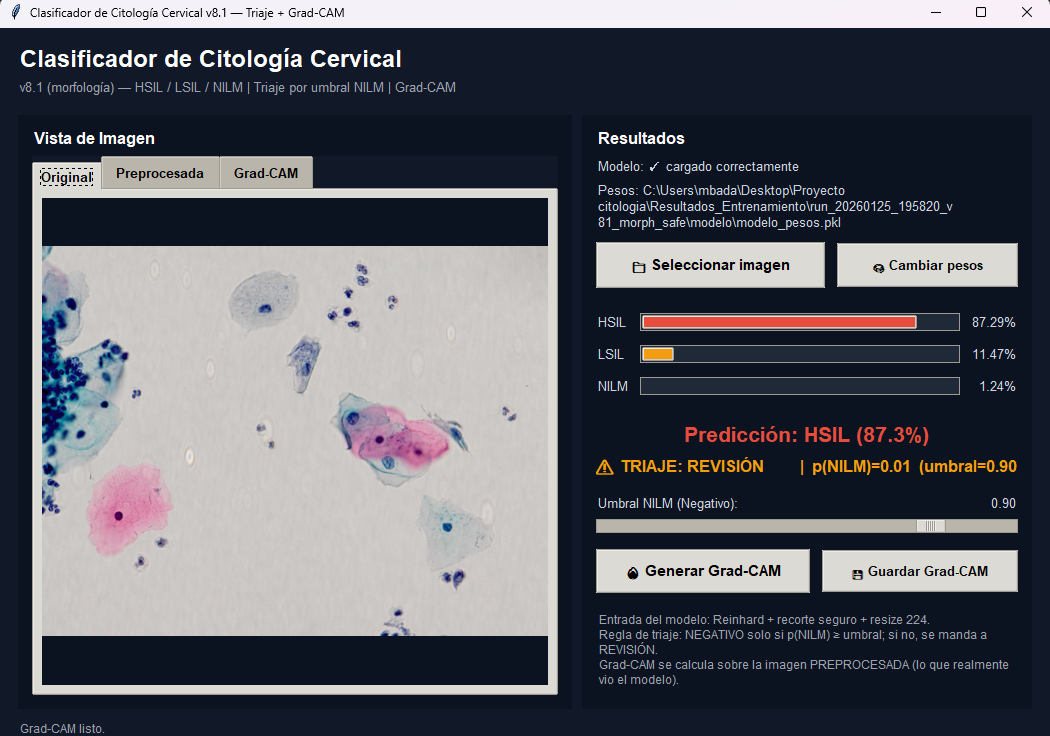 Clasificador de Citología Cervical v8.1 — Triaje + Grad-CAM
Clasificador de Citología Cervical
v8.1 (morfología) — HSIL / LSIL / NILM | Triaje por umbral NILM | Grad-CAM
Vista de Imagen
Original
Preprocesada
Grad-CAM
Resultados
Modelo: ✓ cargado correctamente
Pesos: C:\Users\mbada\Desktop\Proyecto
citologia\Resultados_Entrenamiento\run_20260125_195820_v
81_morph_safe\modelo\modelo_pesos.pkl
Seleccionar imagen
Cambiar pesos
HSIL 87.29%
LSIL 11.47%
NILM 1.24%
Predicción: HSIL (87.3%)
⚠ TRIAJE: REVISIÓN | p(NILM)=0.01 (umbral=0.90
Umbral NILM (Negativo): 0.90
Generar Grad-CAM
Guardar Grad-CAM
Entrada del modelo: Reinhard + recorte seguro + resize 224.
Regla de triaje: NEGATIVO solo si p(NILM) ≥ umbral; si no, se manda a
REVISIÓN.
Grad-CAM se calcula sobre la imagen PREPROCESADA (lo que realmente
vio el modelo).
Grad-CAM listo.